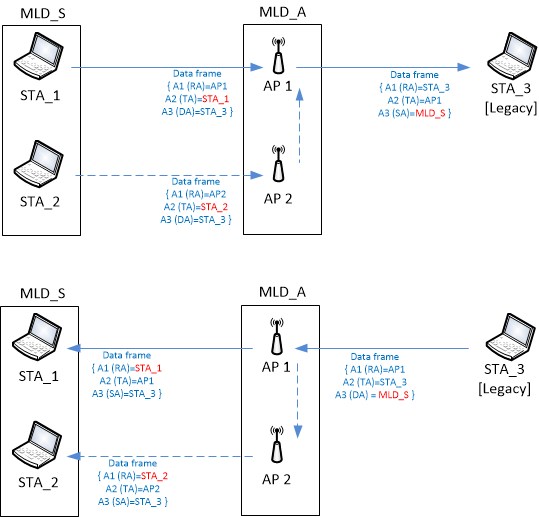 MLD_S
MLD_A
STA_1
AP 1
STA_3
[Legacy]
Data frame
{ A1 (RA)=AP1
A2 (TA)=STA_1
A3 (DA)=STA_3 }
Data frame
{ A1 (RA)=STA_3
A2 (TA)=AP1
A3 (SA)=MLD_S }
STA_2
AP 2
Data frame
{ A1 (RA)=AP2
A2 (TA)=STA_2
A3 (DA)=STA_3 }
MLD_S
MLD_A
STA_1
AP 1
STA_3
[Legacy]
Data frame
{ A1 (RA)=STA_1
A2 (TA)=AP1
A3 (SA)=STA_3 }
Data frame
{ A1 (RA)=AP1
A2 (TA)=STA_3
A3 (DA) = MLD_S }
STA_2
AP 2
Data frame
{ A1 (RA)=STA_2
A2 (TA)=AP2
A3 (SA)=STA_3 }